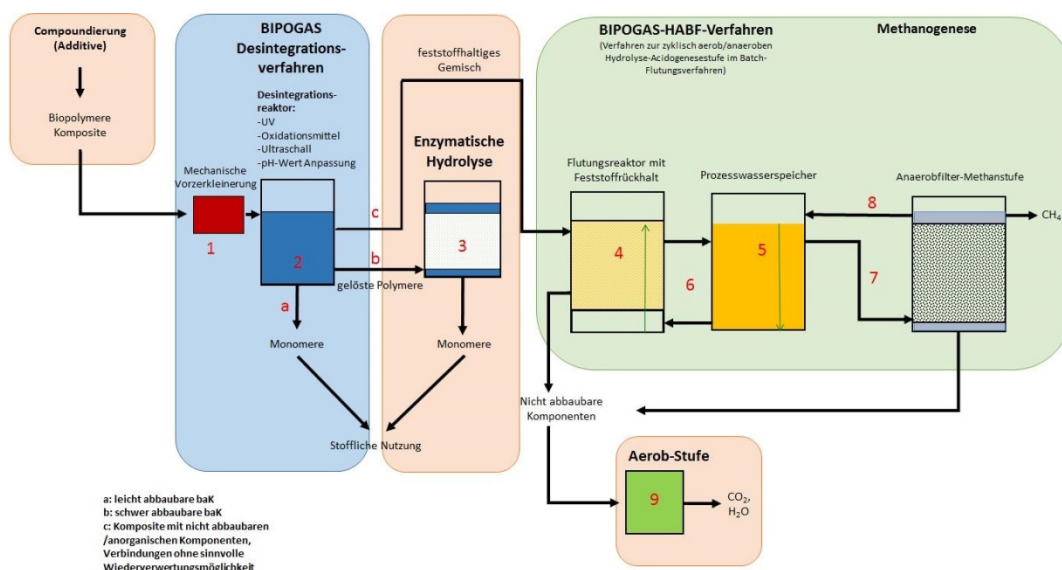 Compoundierung
(Additive)
Biopolymere
Komposite
BIPOGAS
Desintegrations-
verfahren
Desintegrations-
reaktor:
-UV
-Oxidationsmittel
-Ultraschall
-pH-Wert Anpassung
Mechanische
Vorzerkleinerung
1
2
a
b
c
gelöste Polymere
Monomere
feststoffhaltiges
Gemisch
Enzymatische
Hydrolyse
3
Monomere
Stoffliche Nutzung
BIPOGAS-HABF-Verfahren
(Verfahren zur zyklisch aerob/anaeroben
Hydrolyse-Acidogenesestufe im Batch-
Flutungsverfahren)
Methanogenese
Flutungsreaktor mit
Feststoffrückhalt
4
Prozesswasserspeicher
5
6
7
8
Anaerobfilter-Methanstufe
CH4
Nicht abbaubare
Komponenten
Aerob-Stufe
9
CO2,
H2O
a: leicht abbaubare baK
b: schwer abbaubare baK
c: Komposite mit nicht abbaubaren
/anorganischen Komponenten,
Verbindungen ohne sinnvolle
Wiederverwertungsmöglichkeit